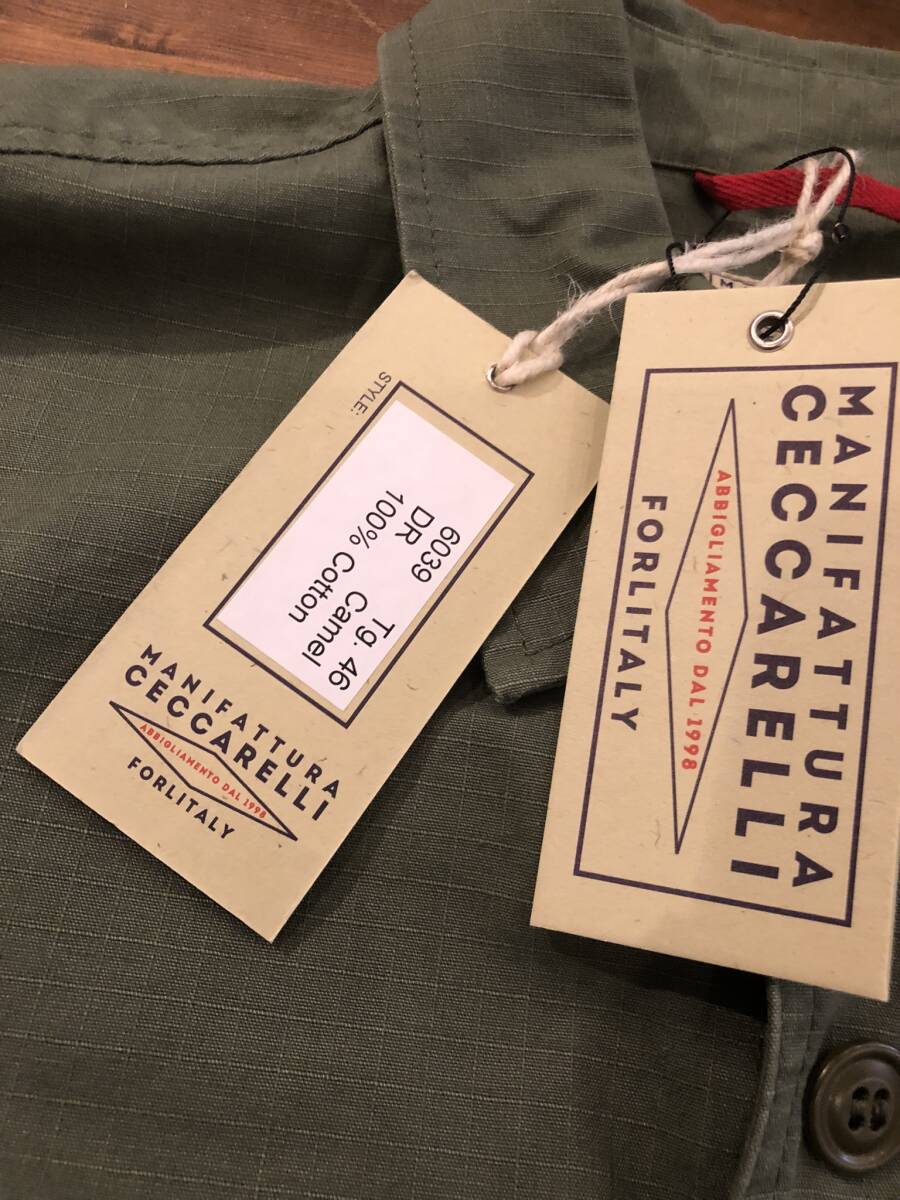 STYLE:
6039 Tg. 46
DR Camel
100% Cotton
MANIFATTURA
CECCARELLI
ABBIGLIAMENTO DAL 1998
FORLITALY
MANIFATTURA
CECCARELLI
ABBIGLIAMENTO DAL 1998
FORLITALY